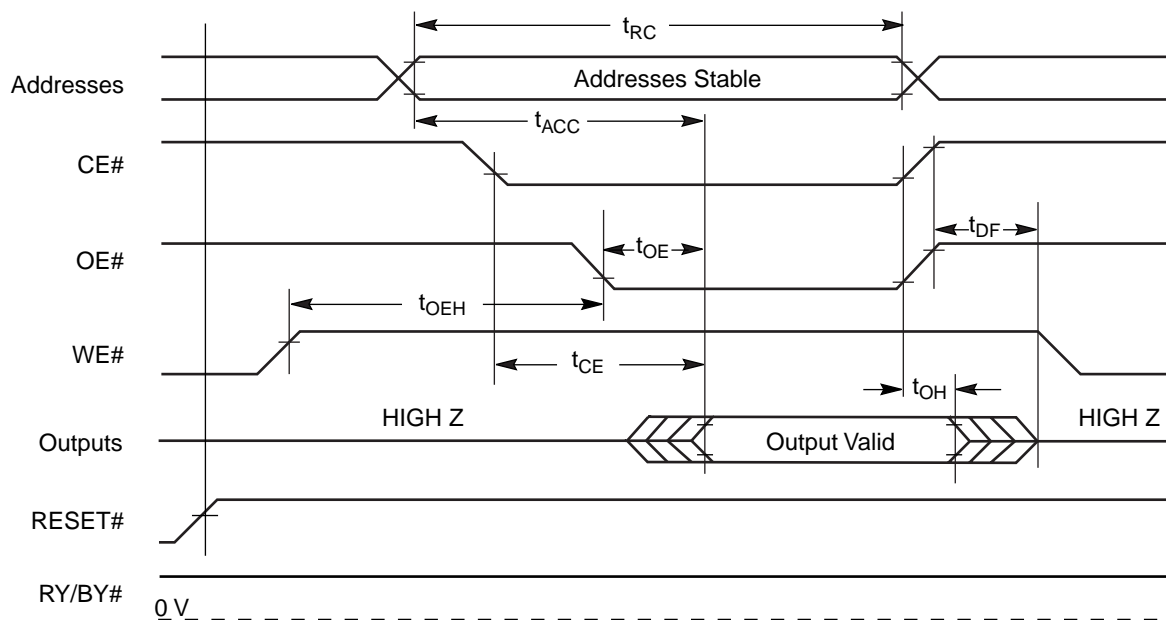 tRC
Addresses
Addresses Stable
tACC
CE#
tDF
OE#
tOE
tOEH
WE#
tCE
tOH
HIGH Z
HIGH Z
Outputs
Output Valid
RESET#
RY/BY#
0 V